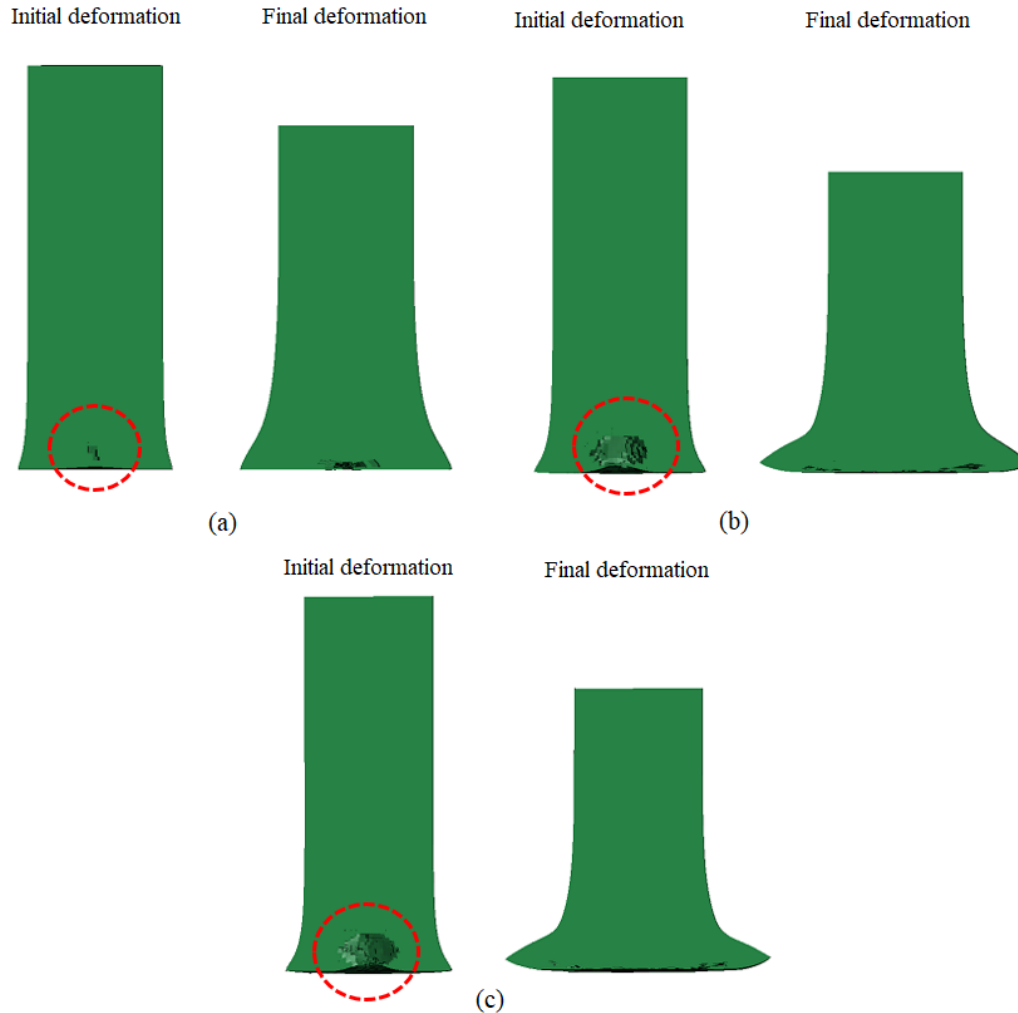 Initial deformation
Final deformation
Initial deformation
Final deformation
(a)
(b)
Initial deformation
Final deformation
(c)